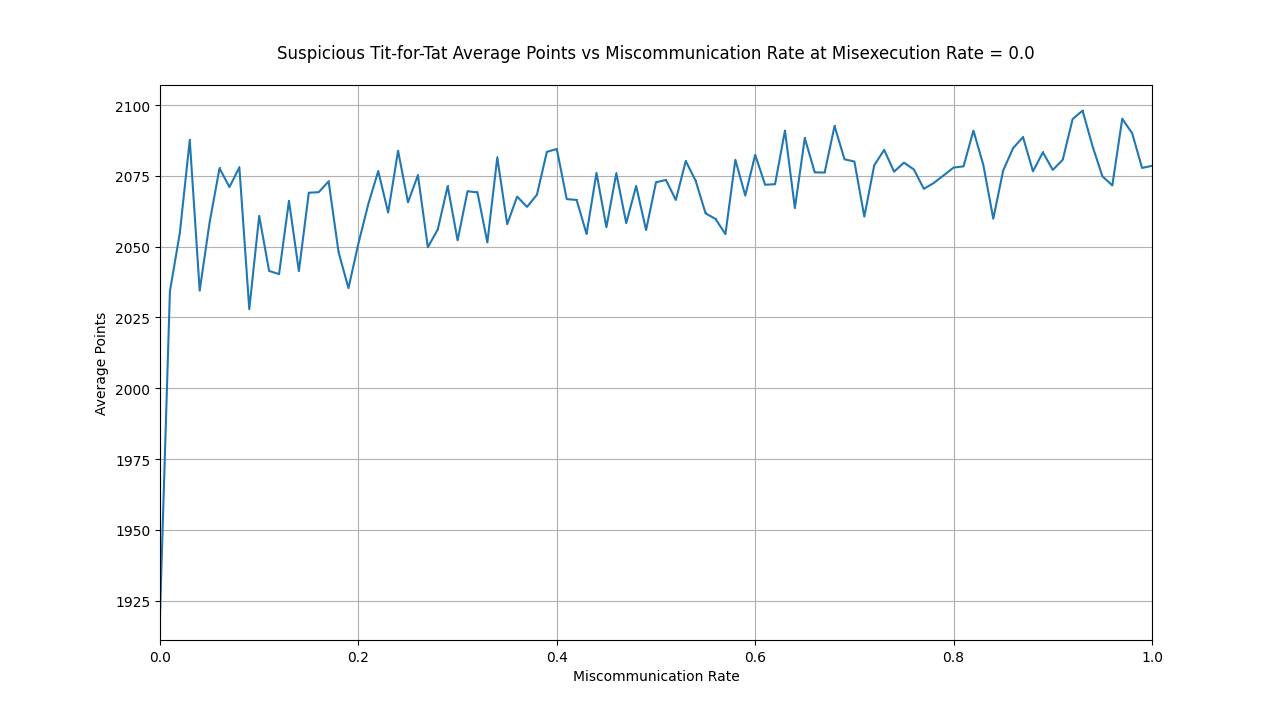 Suspicious Tit-for-Tat Average Points vs Miscommunication Rate at Misexecution Rate = 0.0
2100
2075
2050
2025
2000
1975
1950
1925
Average Points
0.0 0.2 0.4 0.6 0.8 1.0
Miscommunication Rate